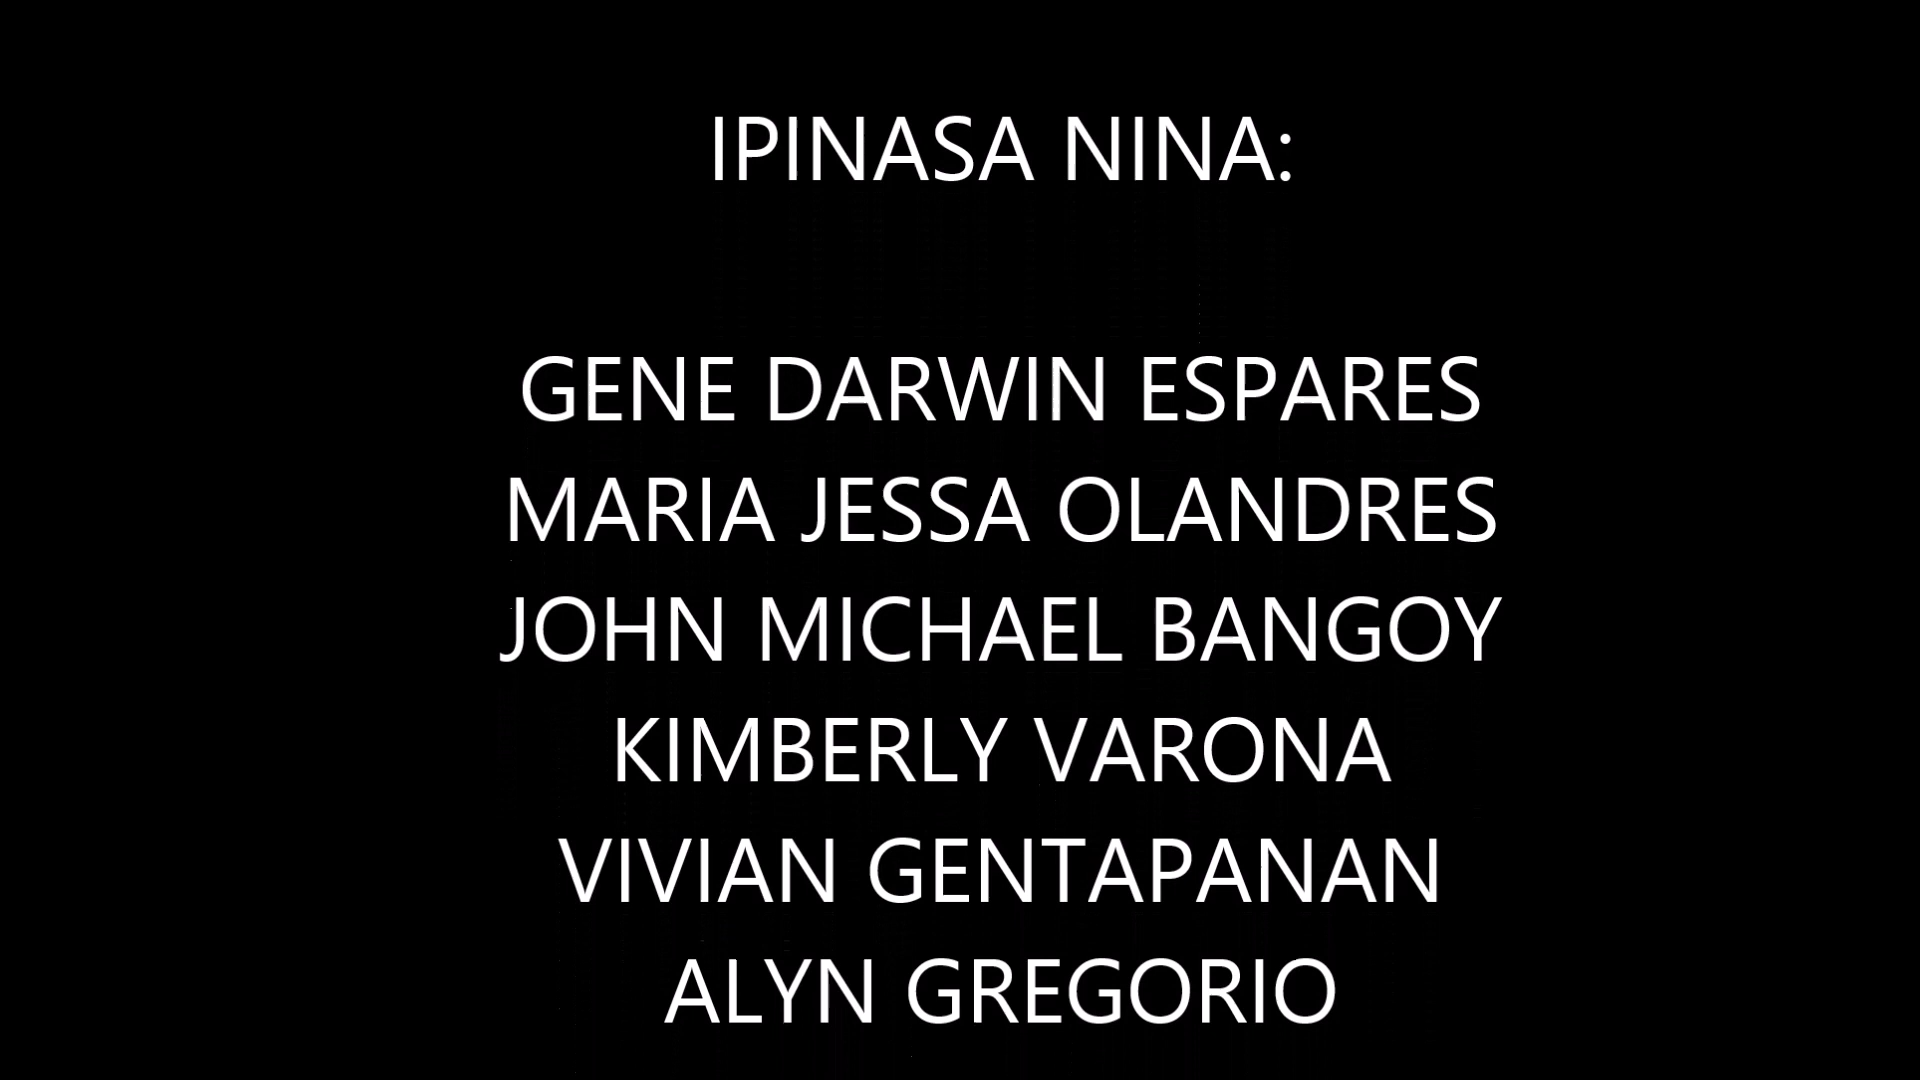 IPINASA NINA:
GENE DARWIN ESPARES
MARIA JESSA OLANDRES
JOHN MICHAEL BANGOY
KIMBERLY VARONA
VIVIAN GENTAPANAN
ALYN GREGORIO